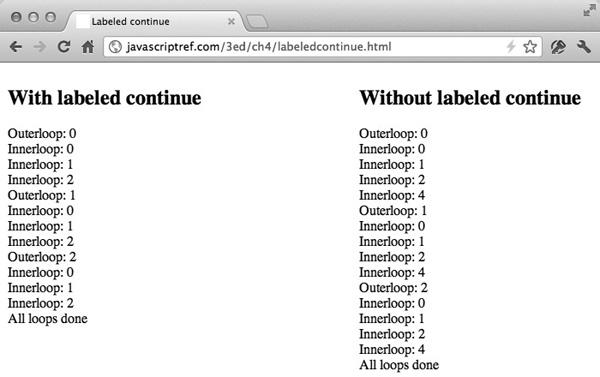 Labeled continue
javascriptref.com/3ed/ch4/labeledcontinue.html
With labeled continue
Outerloop: 0
Innerloop: 0
Innerloop: 1
Innerloop: 2
Outerloop: 1
Innerloop: 0
Innerloop: 1
Innerloop: 2
Outerloop: 2
Innerloop: 0
Innerloop: 1
Innerloop: 2
All loops done
Without labeled continue
Outerloop: 0
Innerloop: 0
Innerloop: 1
Innerloop: 2
Innerloop: 4
Outerloop: 1
Innerloop: 0
Innerloop: 1
Innerloop: 2
Innerloop: 4
Outerloop: 2
Innerloop: 0
Innerloop: 1
Innerloop: 2
Innerloop: 4
All loops done